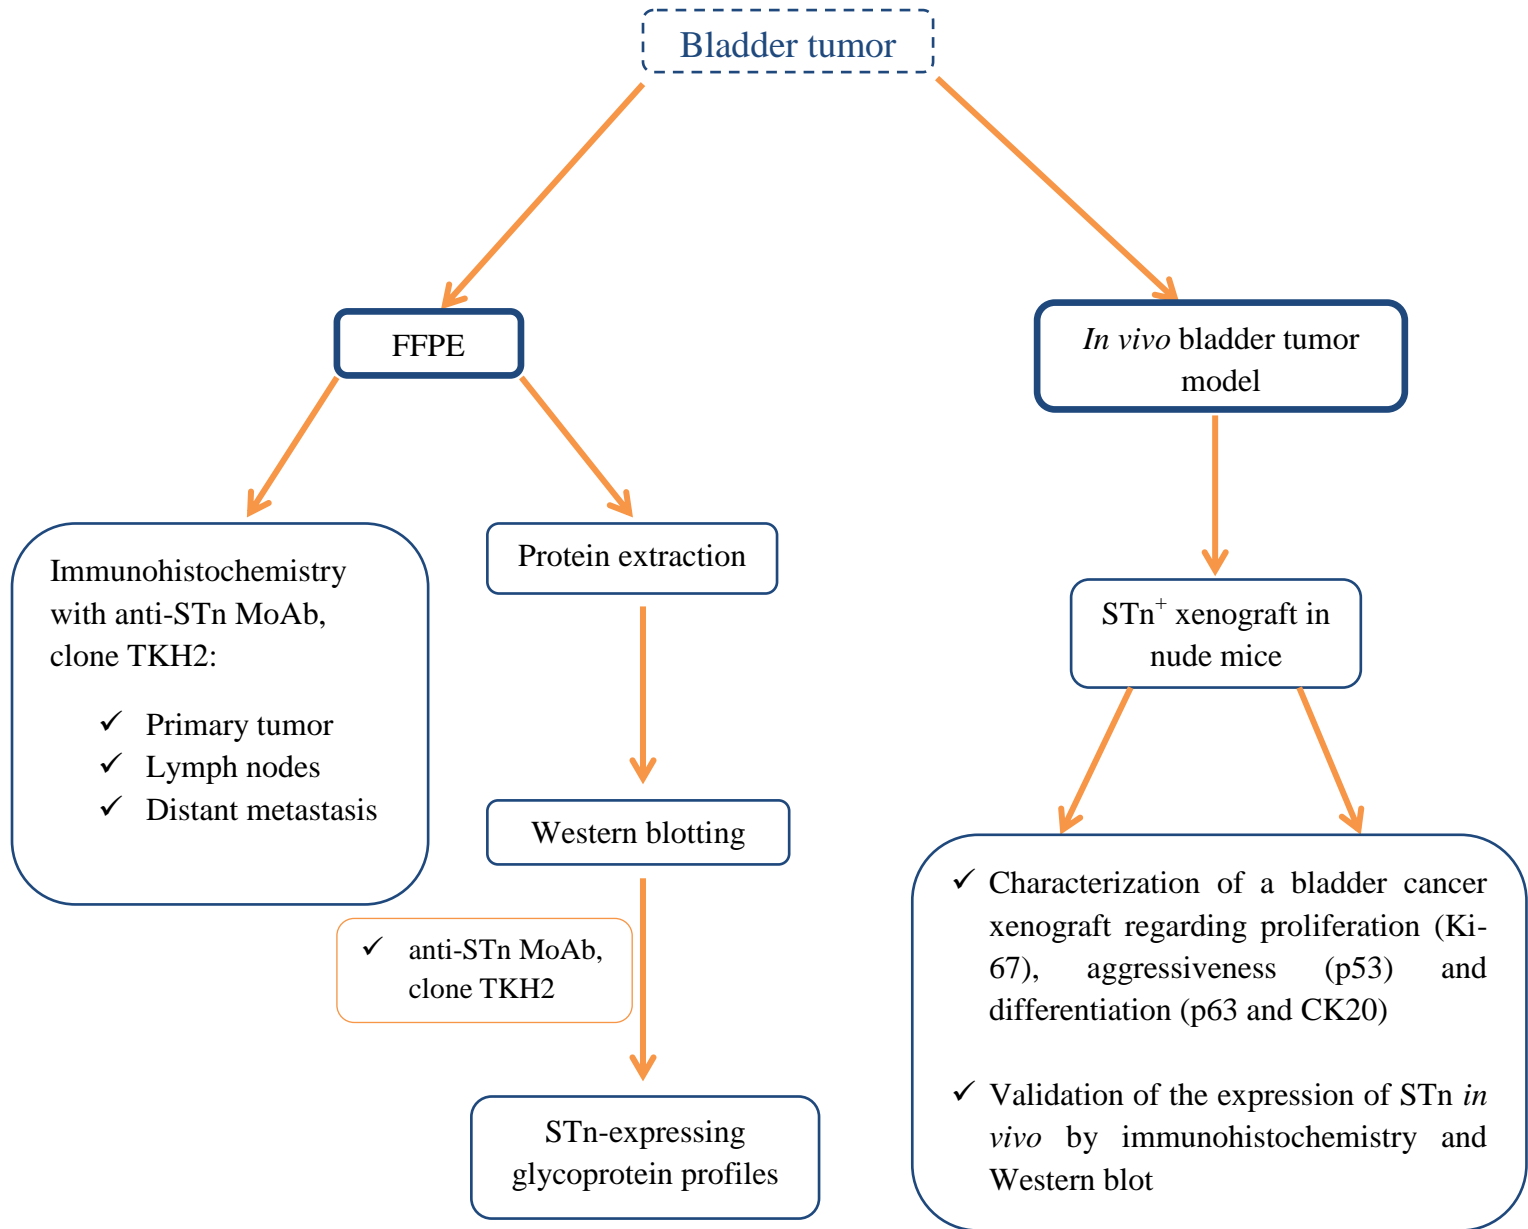 Bladder tumor
FFPE
In vivo bladder tumor
model
Immunohistochemistry
with anti-STn MoAb,
clone TKH2:
✓ Primary tumor
✓ Lymph nodes
✓ Distant metastasis
Protein extraction
Western blotting
✓ anti-STn MoAb,
clone TKH2
STn-expressing
glycoprotein profiles
STn⁺ xenograft in
nude mice
✓ Characterization of a bladder cancer
xenograft regarding proliferation (Ki-
67), aggressiveness (p53) and
differentiation (p63 and CK20)
✓ Validation of the expression of STn in
vivo by immunohistochemistry and
Western blot